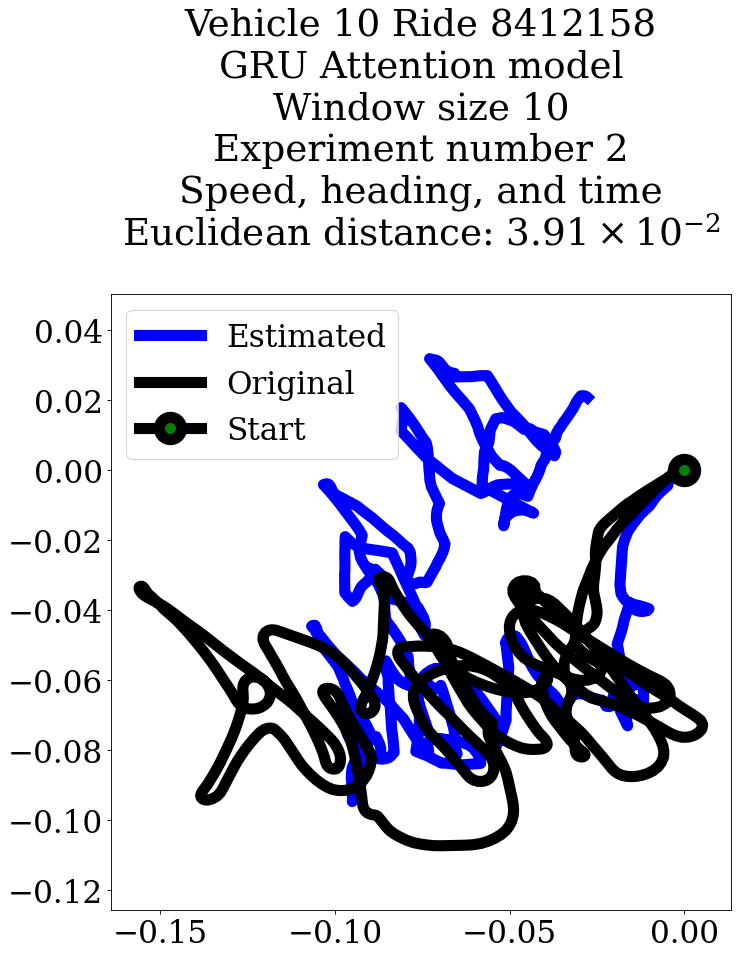 Vehicle 10 Ride 8412158
GRU Attention model
Window size 10
Experiment number 2
Speed, heading, and time
Euclidean distance: 3.91 × 10⁻²
Estimated
Original
Start
0.04
0.02
0.00
−0.02
−0.04
−0.06
−0.08
−0.10
−0.12
−0.15
−0.10
−0.05
0.00